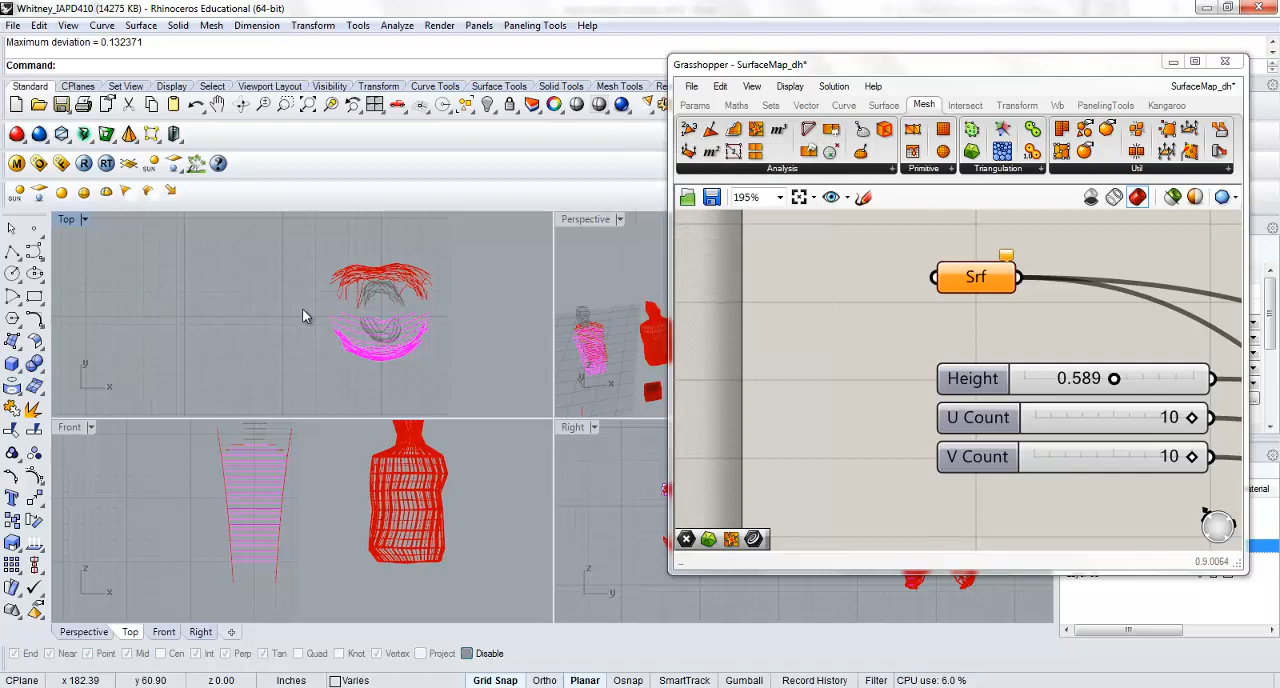 Whitney_IAPD410 (14275 KB) - Rhinoceros Educational (64-bit)
File Edit View Curve Surface Solid Mesh Dimension Transform Tools Analyze Render Panels Paneling Tools Help
Maximum deviation = 0.132371
Command:
Standard CPlanes Set View Display Select Viewport Layout Visibility Transform Curve Tools Surface Tools Solid Tools Mesh Tools Re
Grasshopper - SurfaceMap_dh*
File Edit View Display Solution Help SurfaceMap_dh*
Params Maths Sets Vector Curve Surface Mesh Intersect Transform Wb PanelingTools Kangaroo
Analysis Primitive Triangulation Util
195%
SUN
SUN
RT
Top
Perspective
Srf
Height 0.589
U Count 10
V Count 10
Front
Right
y
x
z
x
z
y
0.9.0064
Perspective Top Front Right
End Near Point Mid Cen Int Perp Tan Quad Knot Vertex Project Disable
CPlane x 182.39 y 60.90 z 0.00 Inches Varies Grid Snap Ortho Planar Osnap SmartTrack Gumball Record History Filter CPU use: 6.0 %